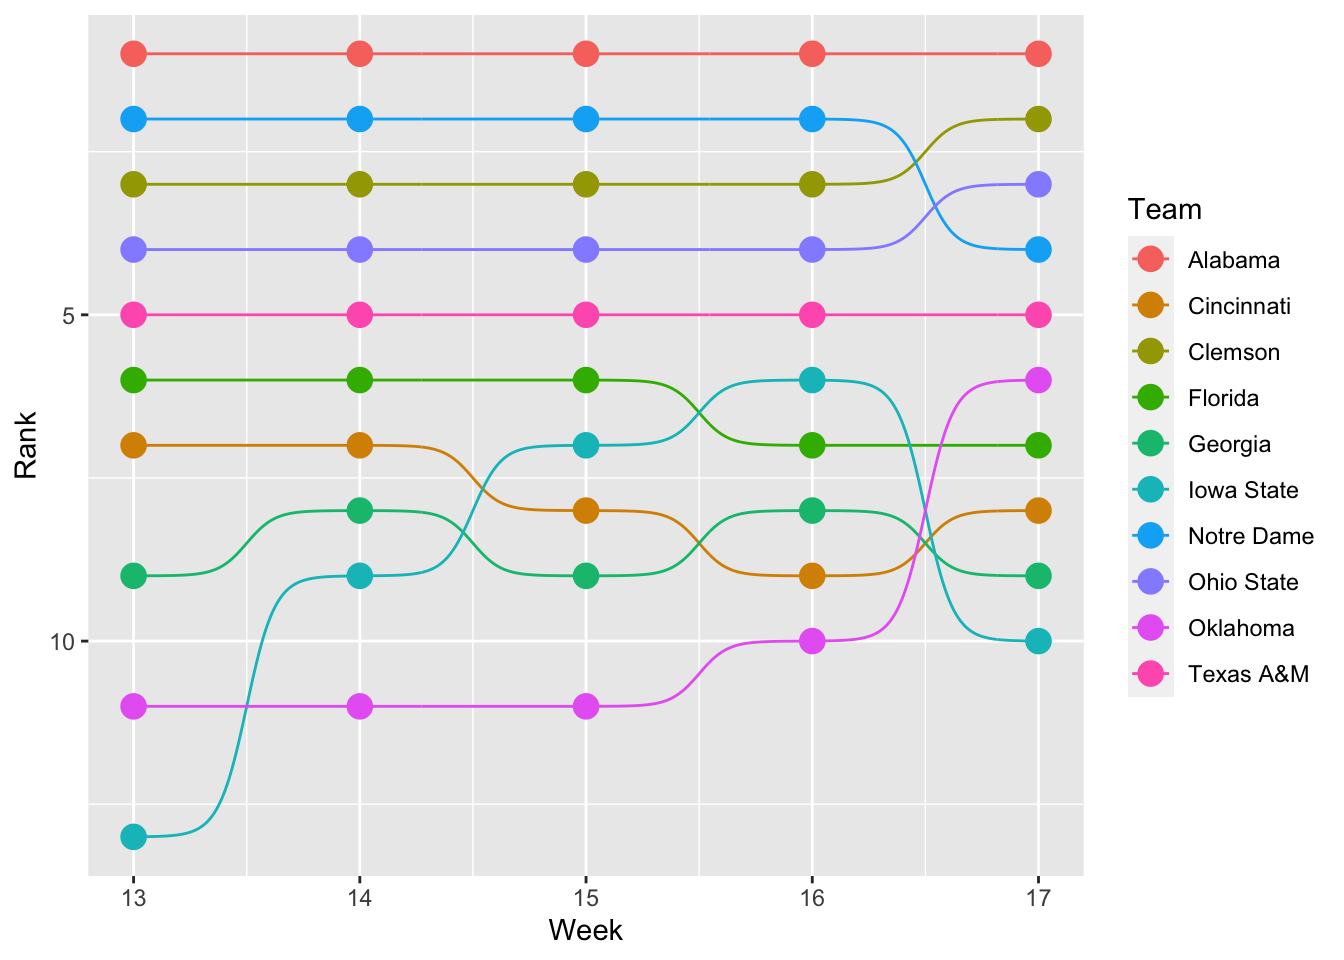 5
10
Rank
13 14 15 16 17
Week
Team
Alabama
Cincinnati
Clemson
Florida
Georgia
Iowa State
Notre Dame
Ohio State
Oklahoma
Texas A&M